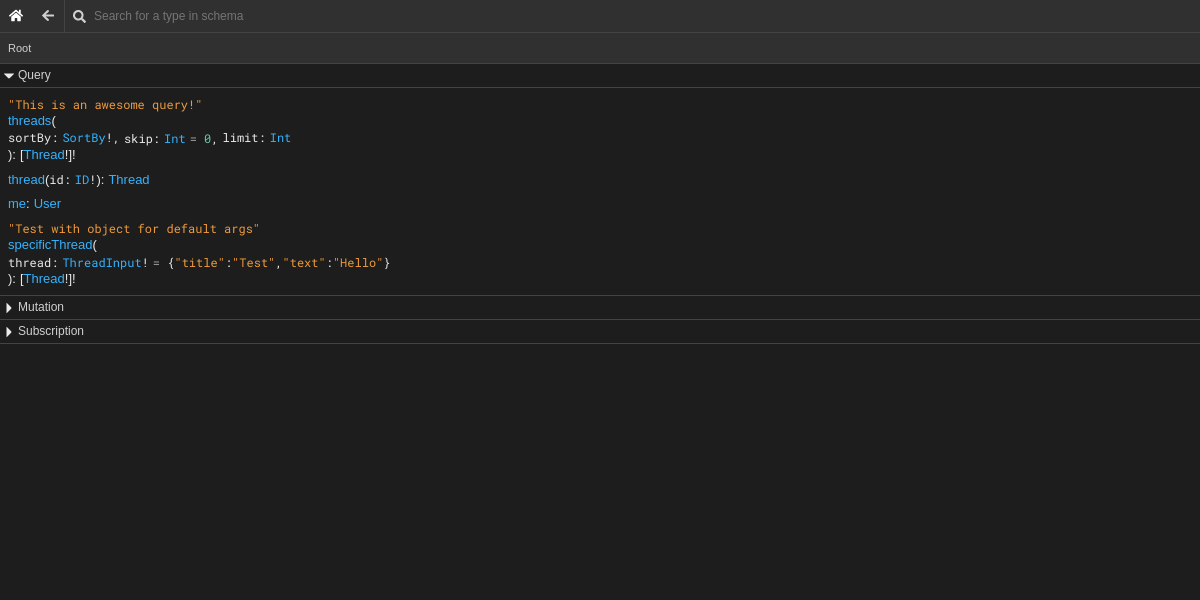 Search for a type in schema
Root
Query
"This is an awesome query!"
threads(
sortBy: SortBy!, skip: Int = 0, limit: Int
): [Thread!]!
thread(id: ID!): Thread
me: User
"Test with object for default args"
specificThread(
thread: ThreadInput! = {"title":"Test","text":"Hello"}
): [Thread!]!
Mutation
Subscription